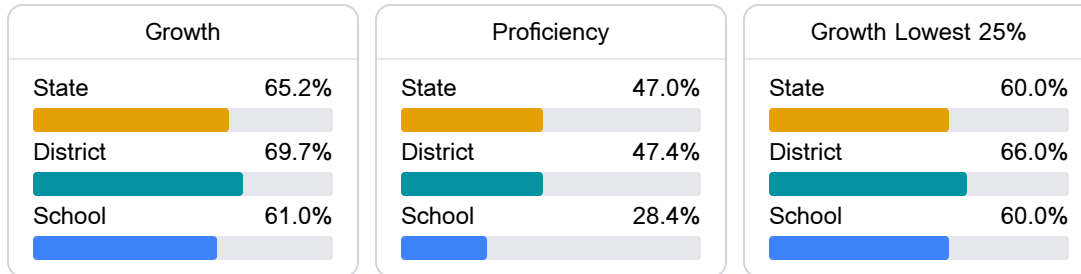 Growth
State 65.2%
District 69.7%
School 61.0%
Proficiency
State 47.0%
District 47.4%
School 28.4%
Growth Lowest 25%
State 60.0%
District 66.0%
School 60.0%